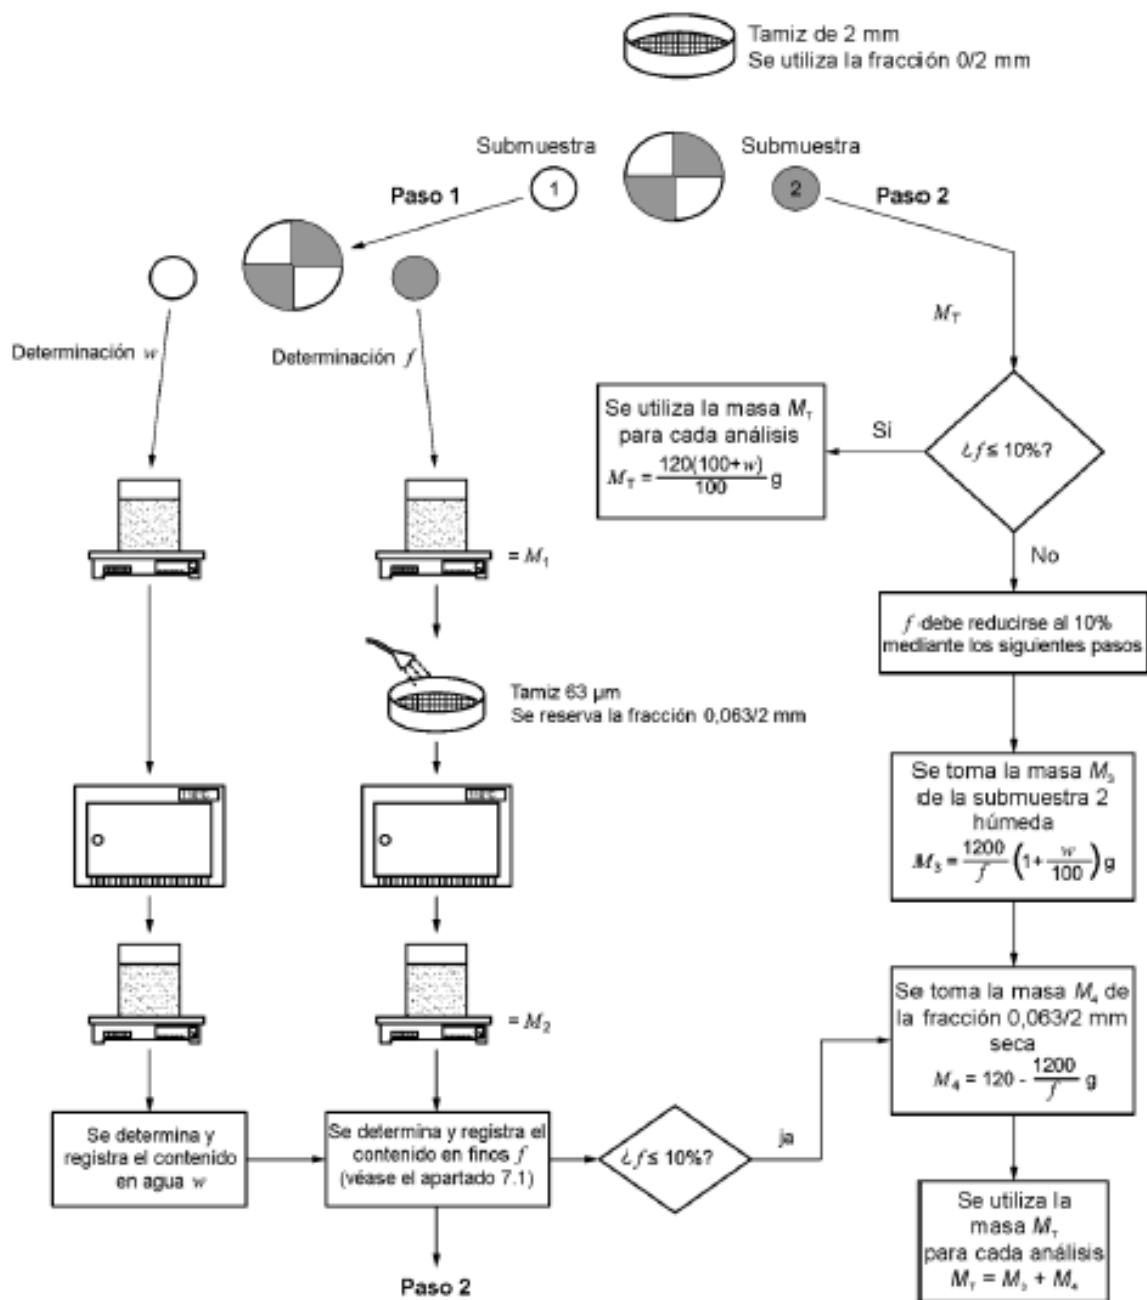 Tamiz de 2 mm
Se utiliza la fracción 0/2 mm
Submuestra
Submuestra
1
2
Paso 1
Paso 2
M_T
Determinación w
Determinación f
Se utiliza la masa M_T
para cada análisis
M_T = 120(100+w)/100 g
Si
¿f ≤ 10%?
= M_1
No
f debe reducirse al 10%
mediante los siguientes pasos
Tamiz 63 µm
Se reserva la fracción 0,063/2 mm
Se toma la masa M_3
de la submuestra 2
húmeda
M_3 = 1200/f (1+ w/100) g
= M_2
Se toma la masa M_4 de
la fracción 0,063/2 mm
seca
M_4 = 120 - 1200/f g
Se determina y
registra el contenido
en agua w
Se determina y registra el
contenido en finos f
(véase el apartado 7.1)
¿f ≤ 10%?
ja
Paso 2
Se utiliza la
masa M_T
para cada análisis
M_T = M_3 + M_4